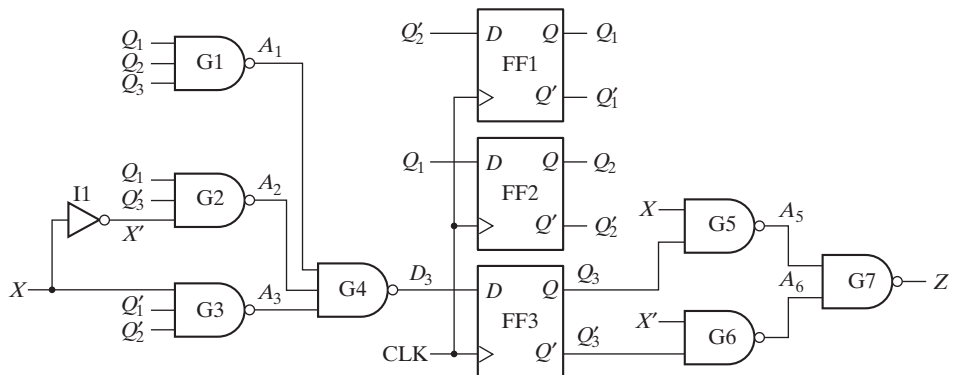 Q₁
Q₂
Q₃
G1
A₁
Q₁
Q₃′
G2
A₂
I1
X′
X
Q₁′
Q₂′
G3
A₃
G4
D₃
Q₂′
D
Q
Q₁
FF1
Q′
Q₁′
Q₁
D
Q
Q₂
FF2
Q′
Q₂′
D
Q
Q₃
FF3
Q′
Q₃′
CLK
X
G5
A₅
X′
G6
A₆
G7
Z